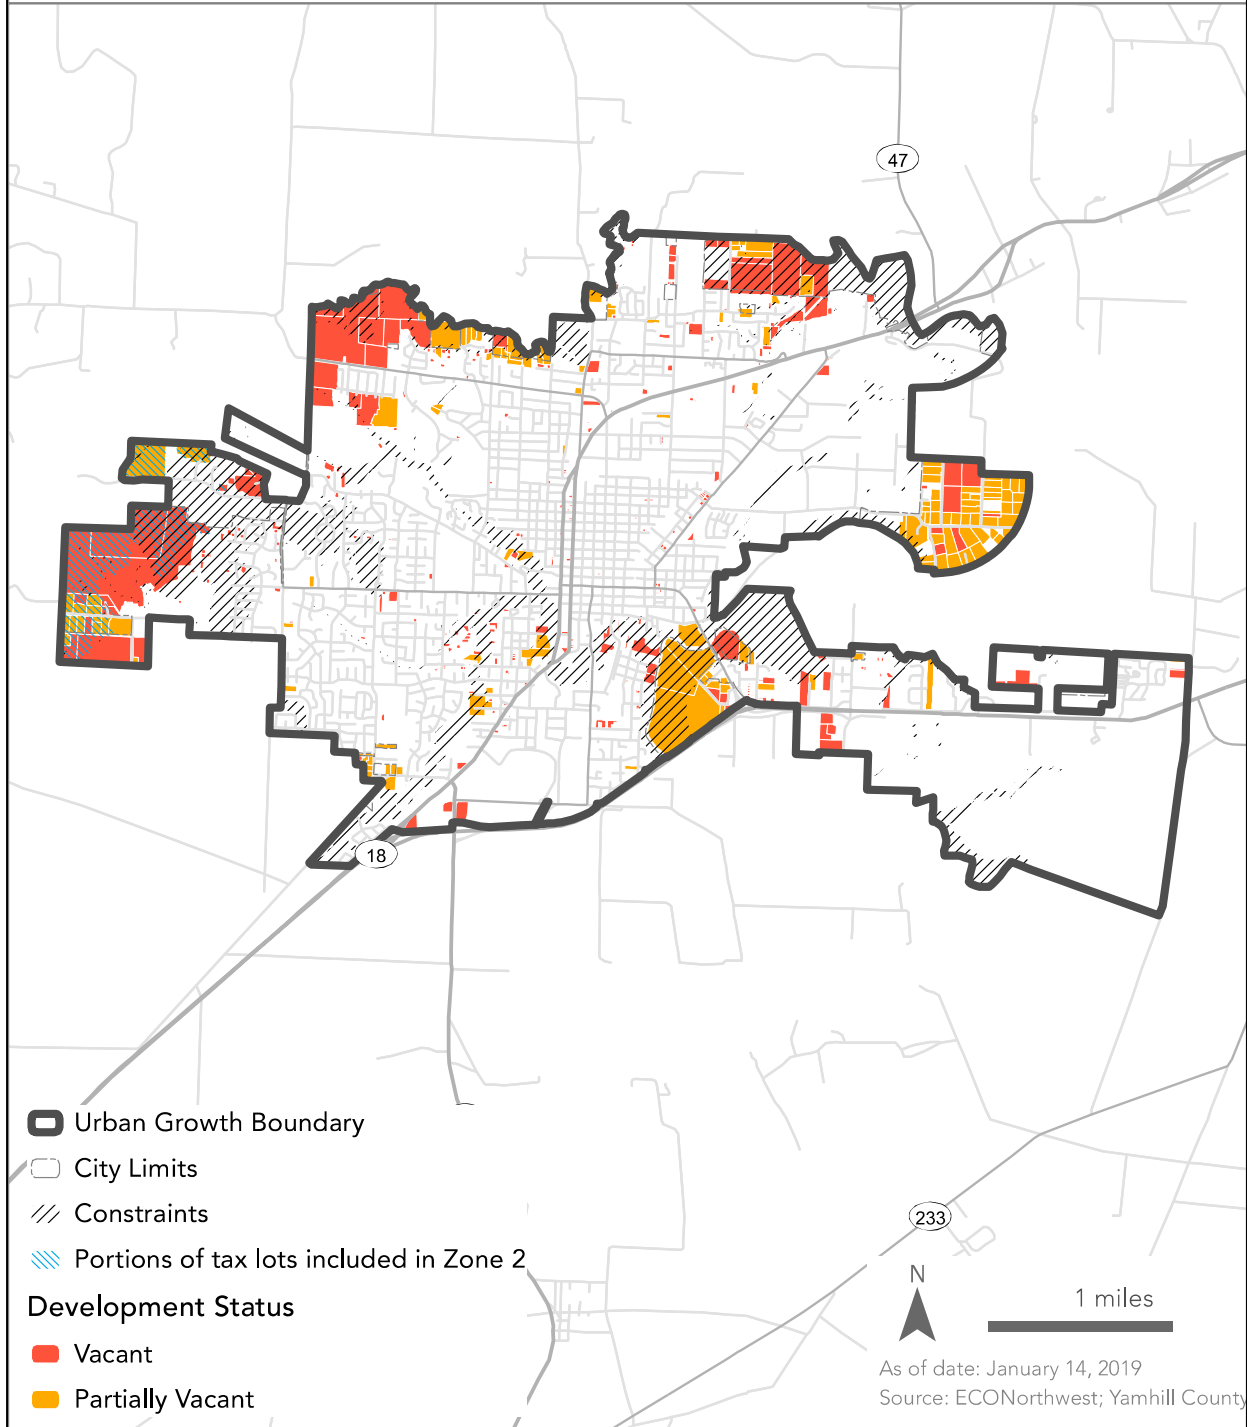 47
18
Urban Growth Boundary
City Limits
Constraints
Portions of tax lots included in Zone 2
Development Status
Vacant
Partially Vacant
233
N
1 miles
As of date: January 14, 2019
Source: ECONorthwest; Yamhill County